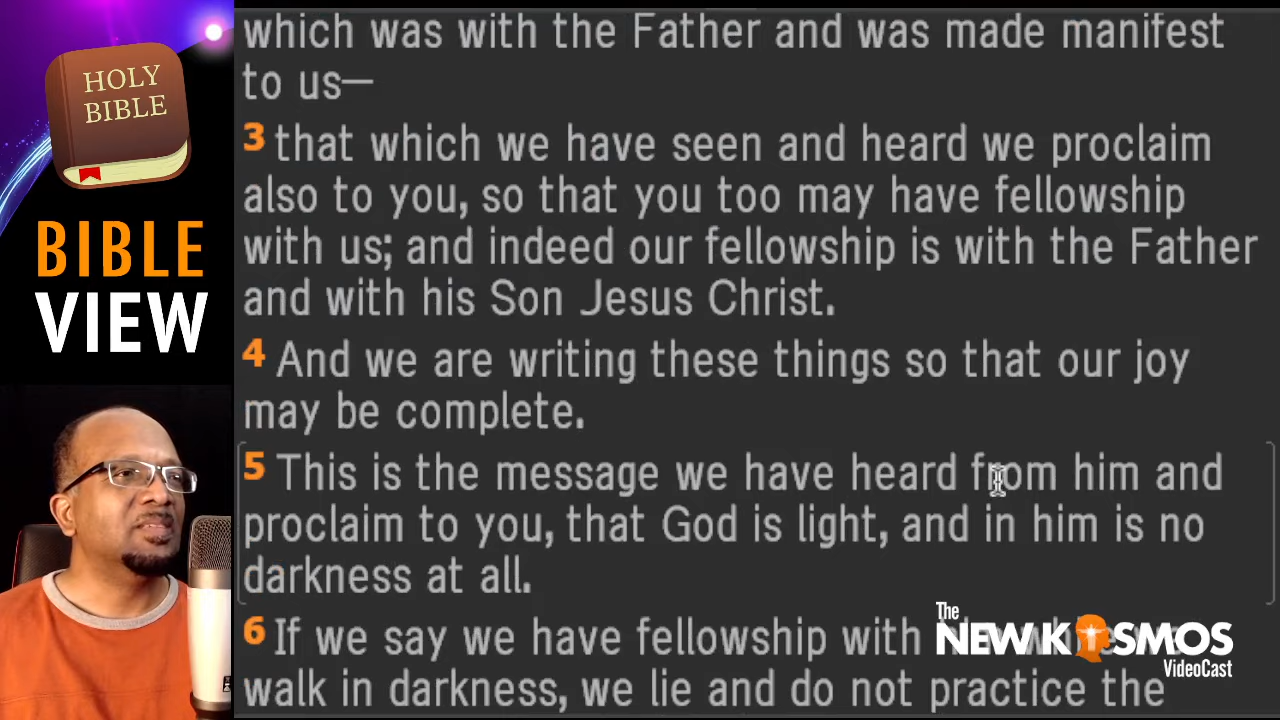 HOLY
BIBLE
BIBLE
VIEW
which was with the Father and was made manifest
to us—
3 that which we have seen and heard we proclaim
also to you, so that you too may have fellowship
with us; and indeed our fellowship is with the Father
and with his Son Jesus Christ.
4 And we are writing these things so that our joy
may be complete.
5 This is the message we have heard from him and
proclaim to you, that God is light, and in him is no
darkness at all.
6 If we say we have fellowship with
walk in darkness, we lie and do not practice the
The
NEW KOSMOS
VideoCast